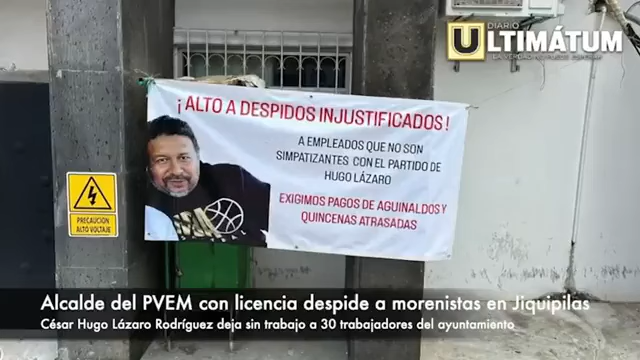 DIARIO
ULTIMÁTUM
¡ALTO A DESPIDOS INJUSTIFICADOS!
A EMPLEADOS QUE NO SON
SIMPATIZANTES CON EL PARTIDO DE
HUGO LÁZARO
EXIGIMOS PAGOS DE AGUINALDOS Y
QUINCENAS ATRASADAS
PRECAUCIÓN
ALTO VOLTAJE
Alcalde del PVEM con licencia despide a morenistas en Jiquipilas
César Hugo Lázaro Rodríguez deja sin trabajo a 30 trabajadores del ayuntamiento